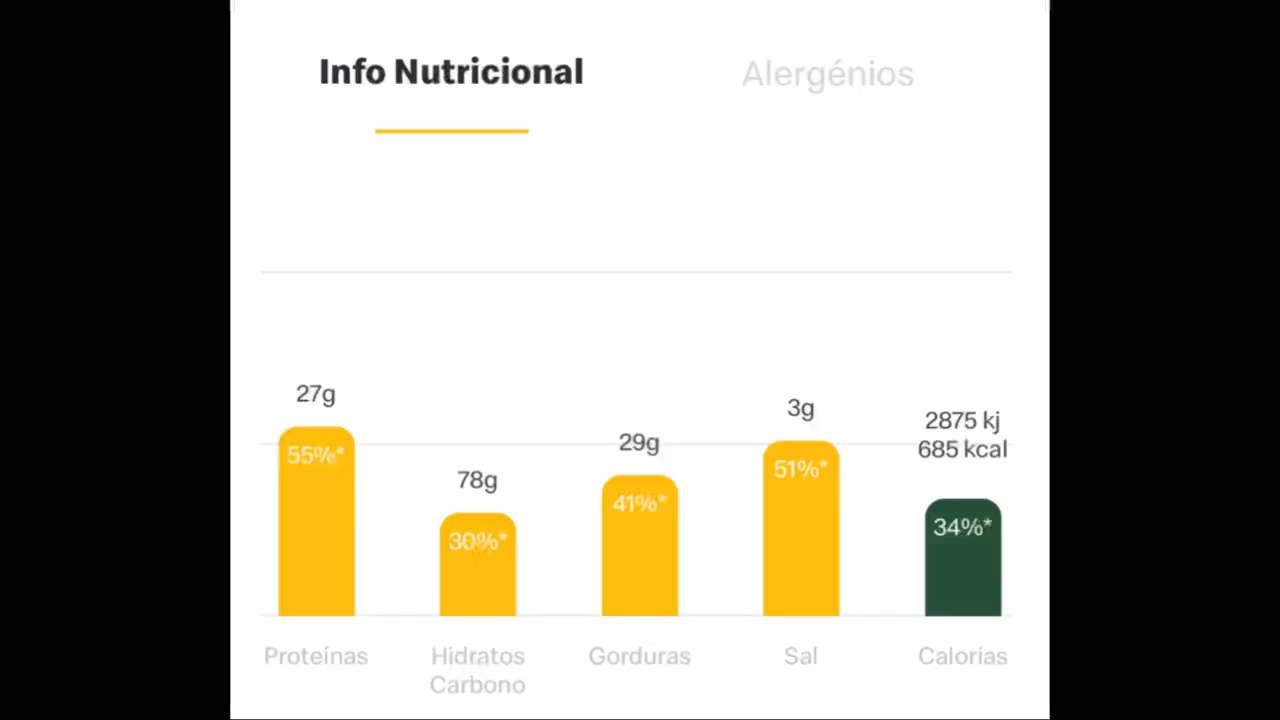 Info Nutricional
Alergénios
27g
55%*
78g
30%*
29g
41%*
3g
51%*
2875 kj
685 kcal
34%*
Proteínas
Hidratos
Carbono
Gorduras
Sal
Calorias